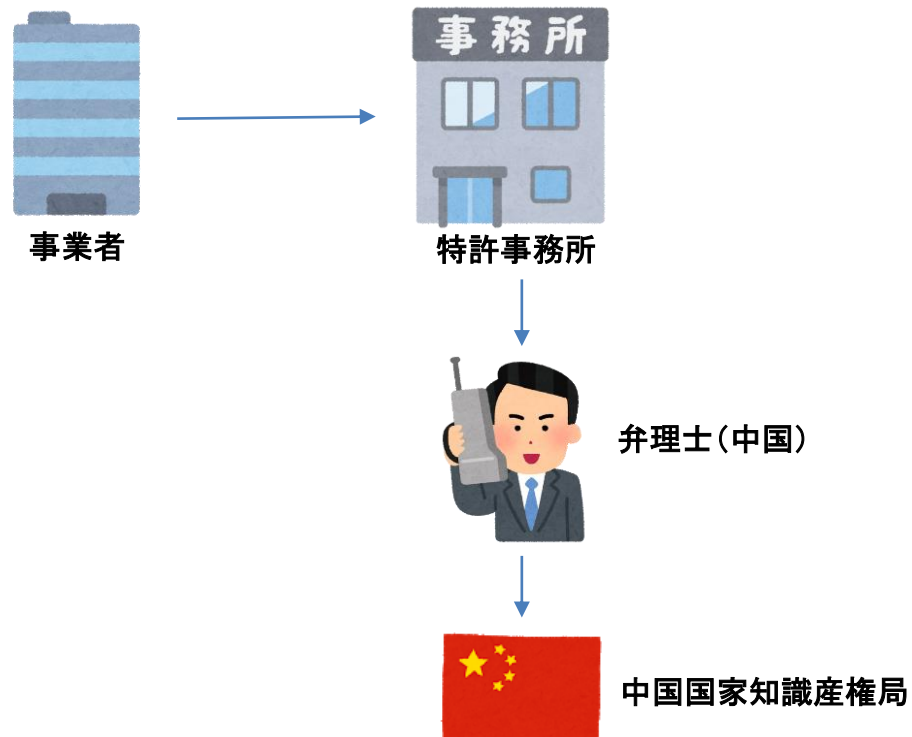 事務所
事業者
特許事務所
弁理士（中国）
中国国家知識産権局